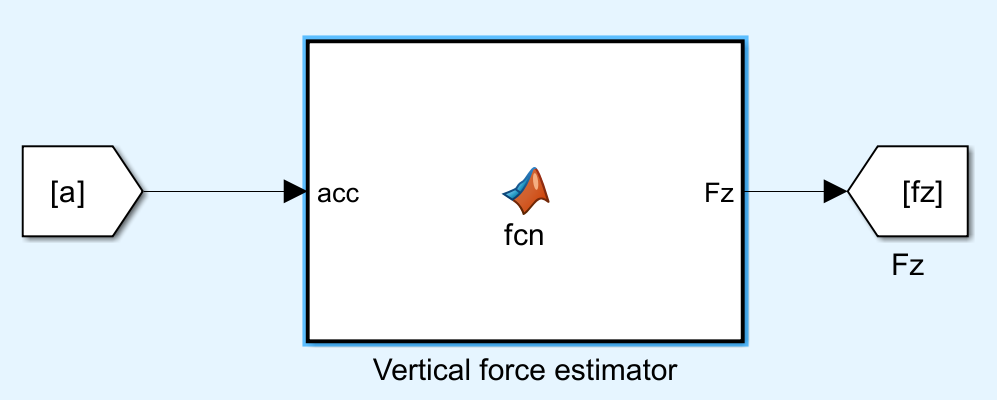 [a]
acc
fcn
Fz
[fz]
Fz
Vertical force estimator